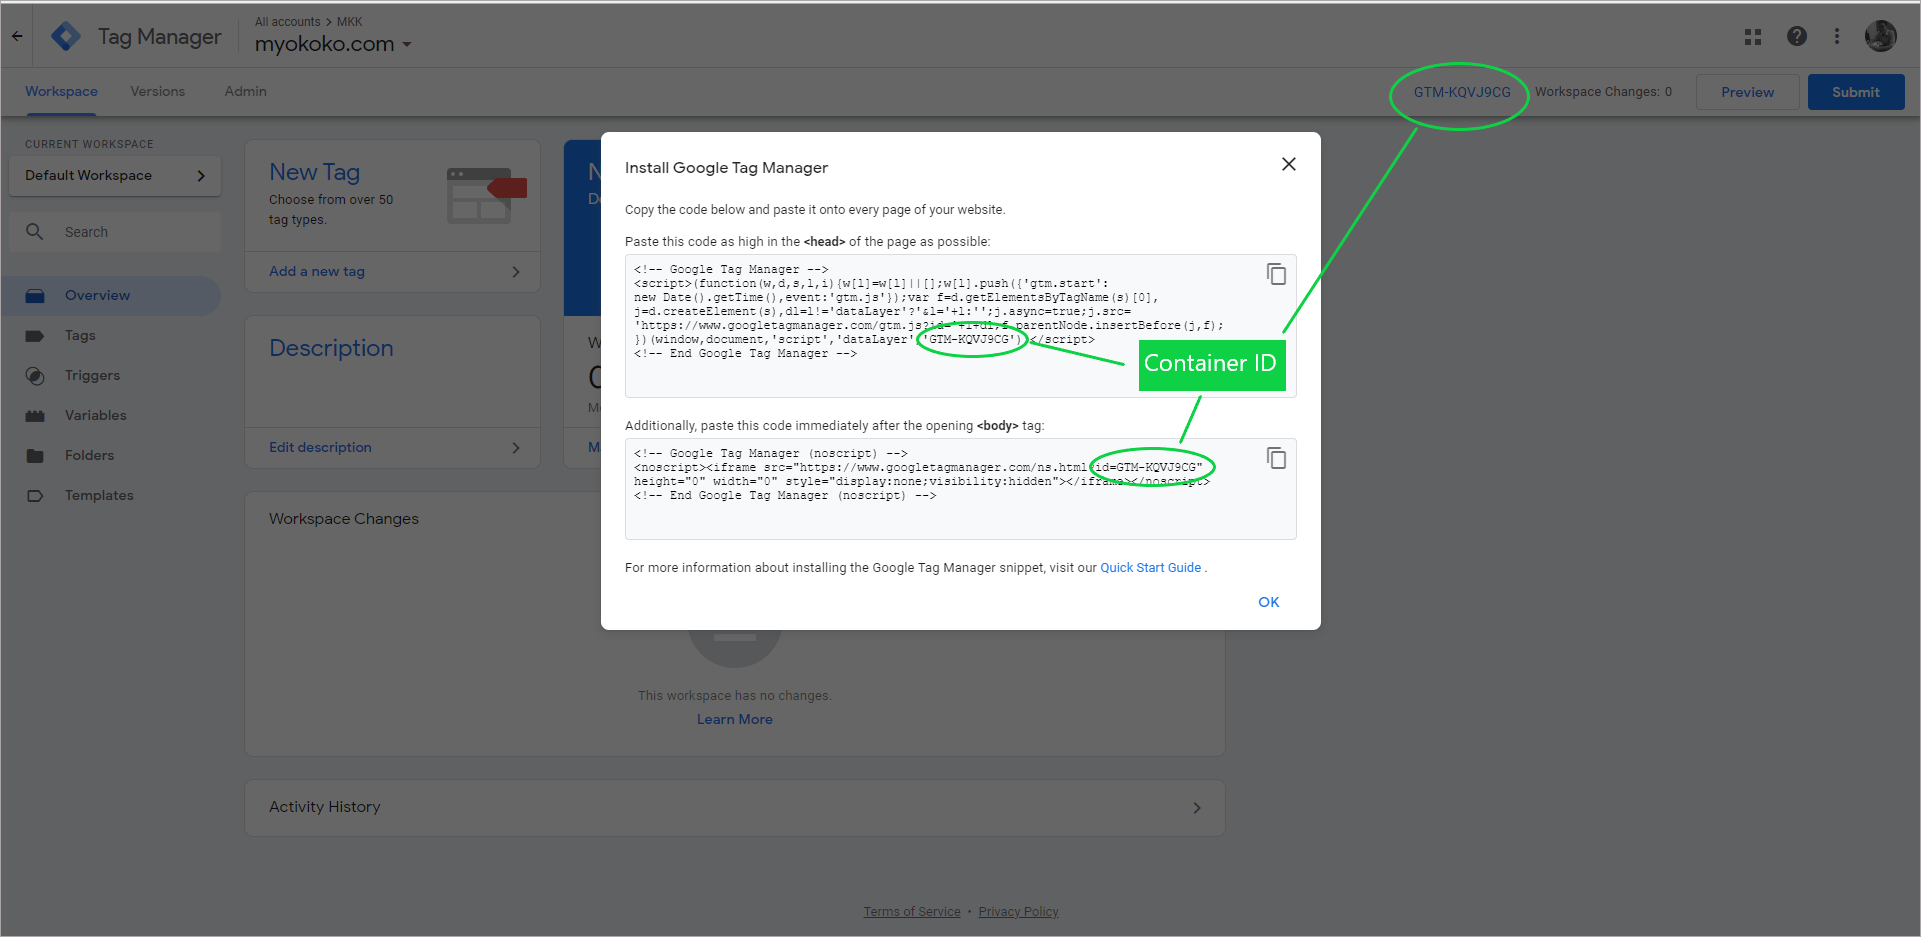 All accounts > MKK
Tag Manager
myokoko.com
Workspace
Versions
Admin
GTM-KQVJ9CG
Workspace Changes: 0
Preview
Submit
CURRENT WORKSPACE
Default Workspace
Search
Overview
Tags
Triggers
Variables
Folders
Templates
New Tag
Choose from over 50
tag types.
Add a new tag
Description
Edit description
Install Google Tag Manager
Copy the code below and paste it onto every page of your website.
Paste this code as high in the <head> of the page as possible:
<!-- Google Tag Manager -->
<script>(function(w,d,s,l,i){w[l]=w[l]||[];w[l].push({'gtm.start':
new Date().getTime(),event:'gtm.js'});var f=d.getElementsByTagName(s)[0],
j=d.createElement(s),dl=l!='dataLayer'?'&l='+l:'';j.async=true;j.src=
'https://www.googletagmanager.com/gtm.js?id='+i+dl;f.parentNode.insertBefore(j,f);
})(window,document,'script','dataLayer','GTM-KQVJ9CG');</script>
<!-- End Google Tag Manager -->
Container ID
Additionally, paste this code immediately after the opening <body> tag:
<!-- Google Tag Manager (noscript) -->
<noscript><iframe src="https://www.googletagmanager.com/ns.html?id=GTM-KQVJ9CG"
height="0" width="0" style="display:none;visibility:hidden"></iframe></noscript>
<!-- End Google Tag Manager (noscript) -->
For more information about installing the Google Tag Manager snippet, visit our Quick Start Guide .
OK
Workspace Changes
This workspace has no changes.
Learn More
Activity History
Terms of Service • Privacy Policy